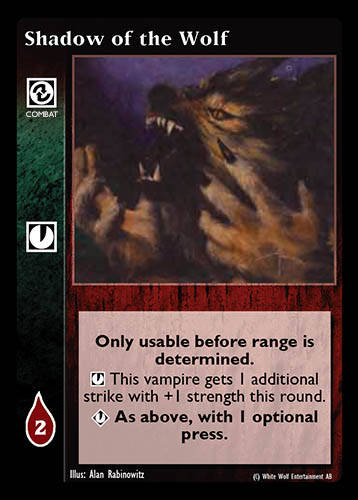 Shadow of the Wolf
COMBAT
Only usable before range is
determined.
This vampire gets 1 additional
strike with +1 strength this round.
As above, with 1 optional
press.
2
Illus: Alan Rabinowitz
(C) White Wolf Entertainment AB